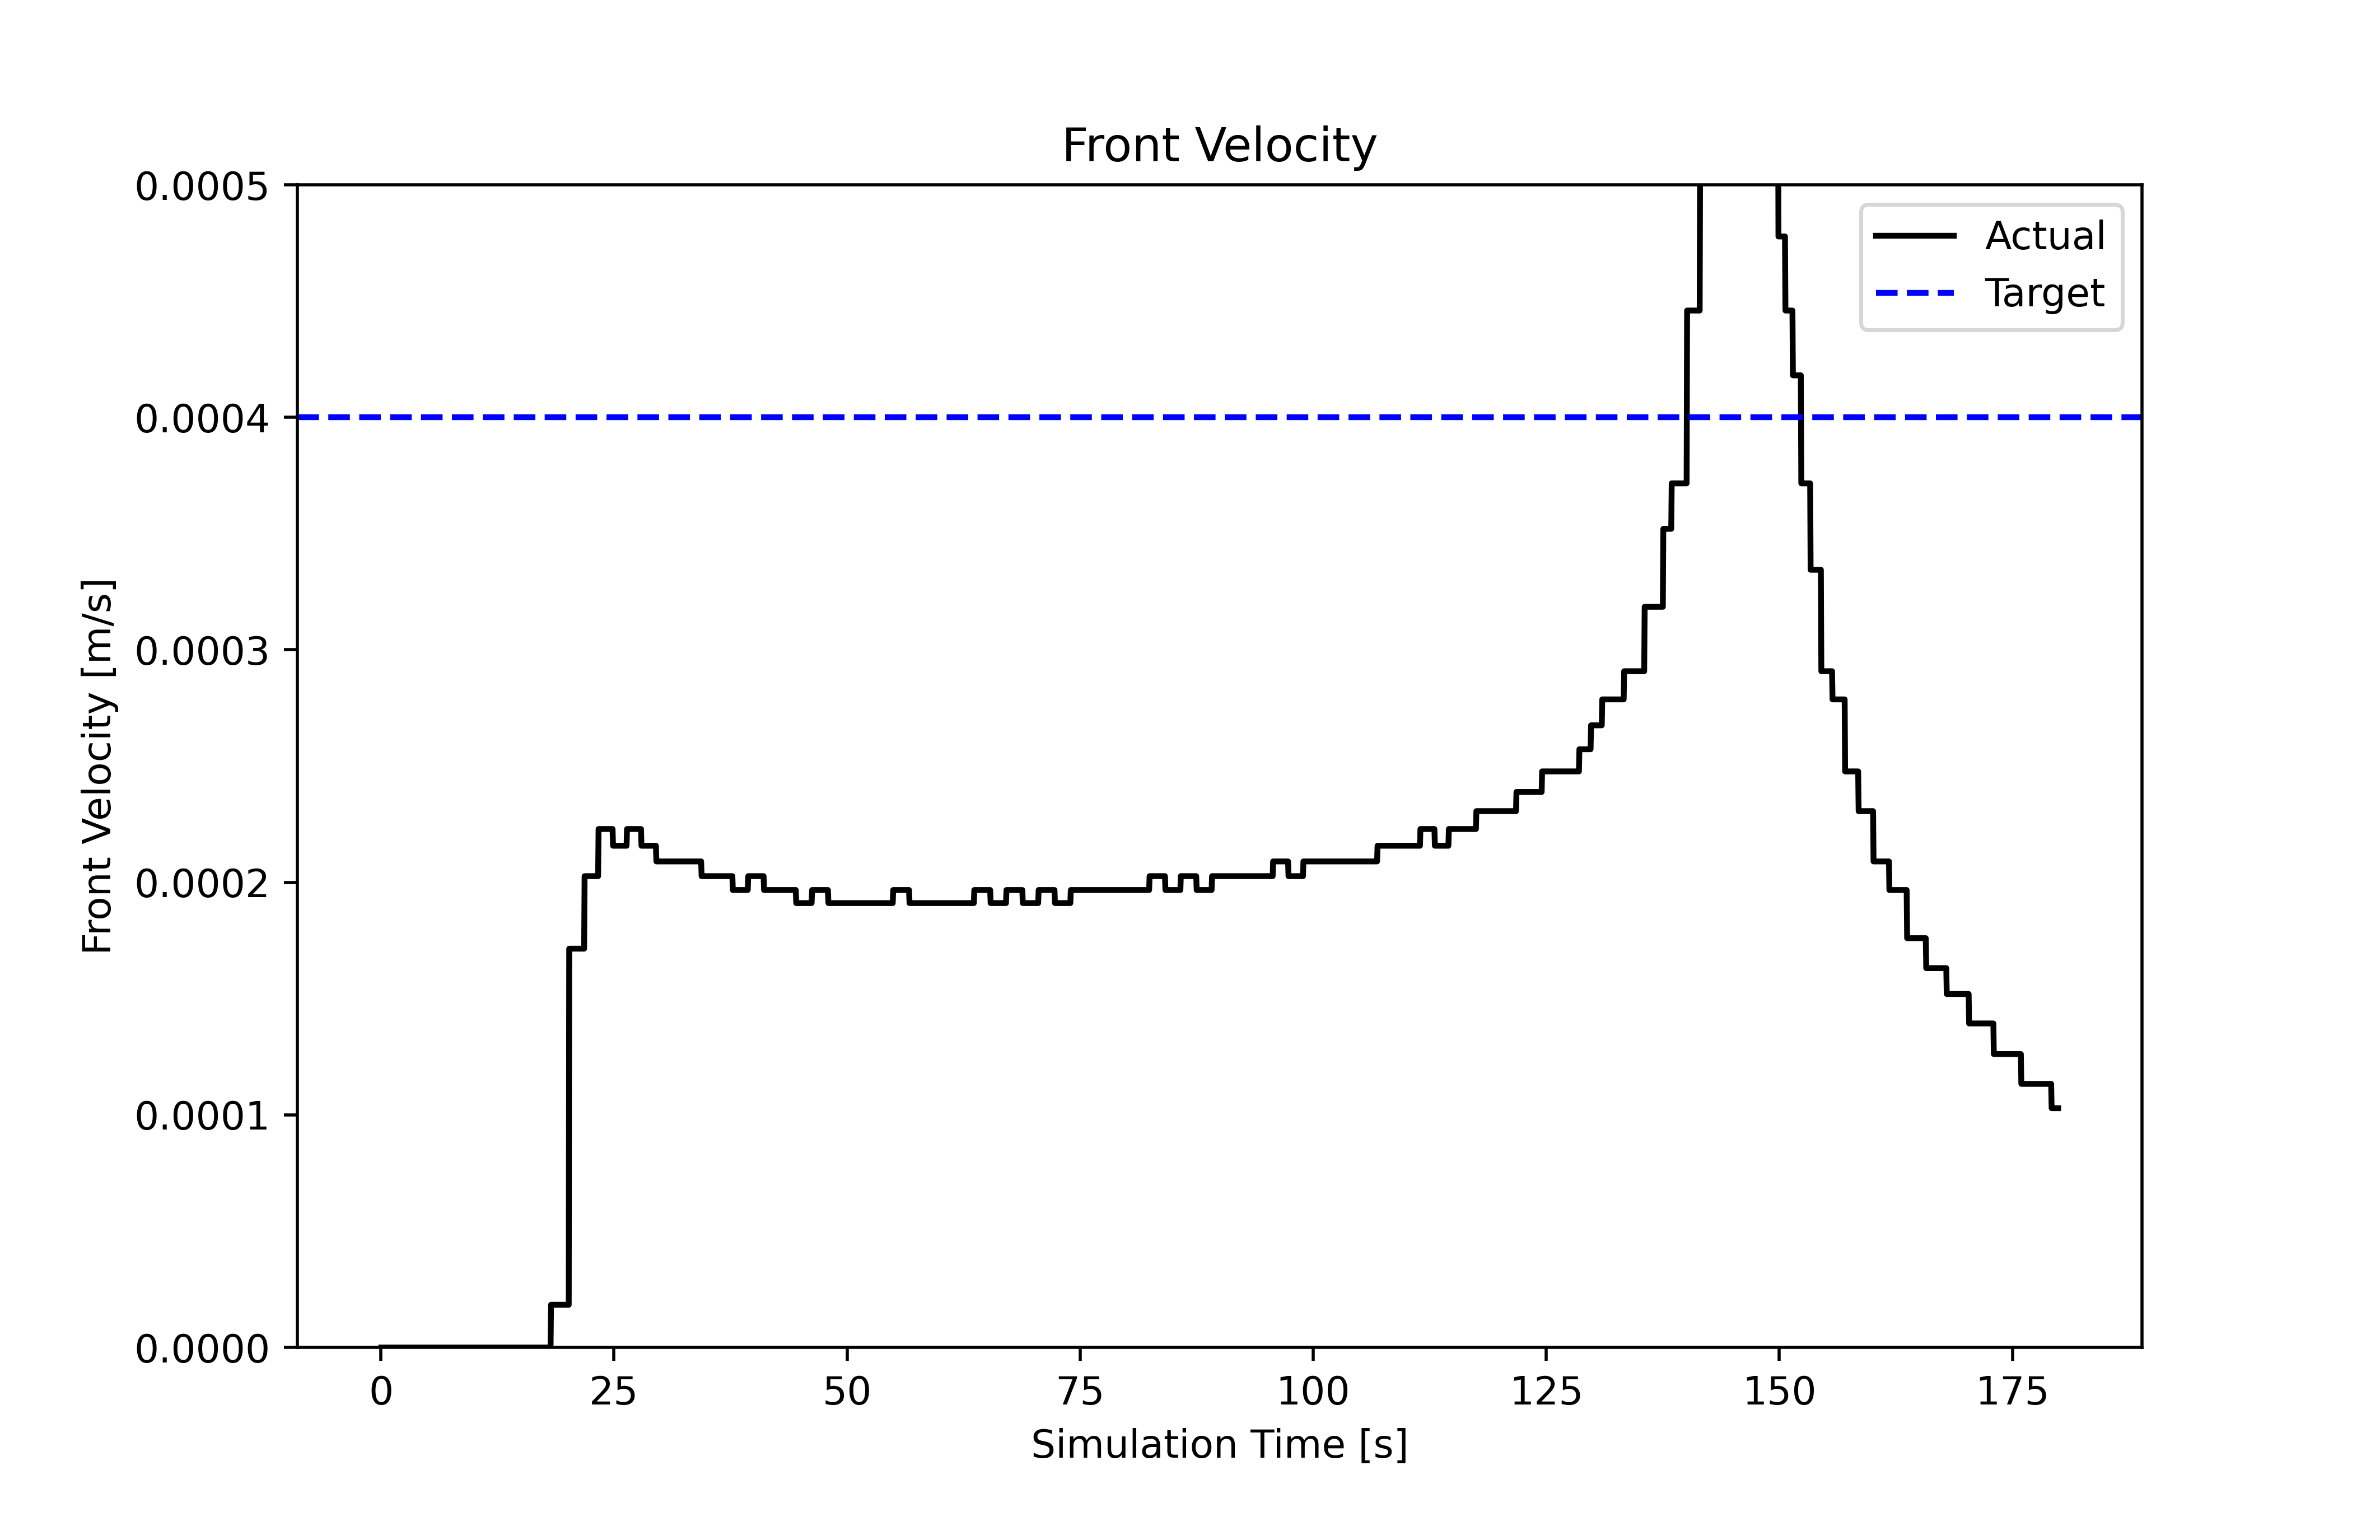 Front Velocity
0.0005
0.0004
0.0003
0.0002
0.0001
0.0000
Front Velocity [m/s]
Actual
Target
0 25 50 75 100 125 150 175
Simulation Time [s]